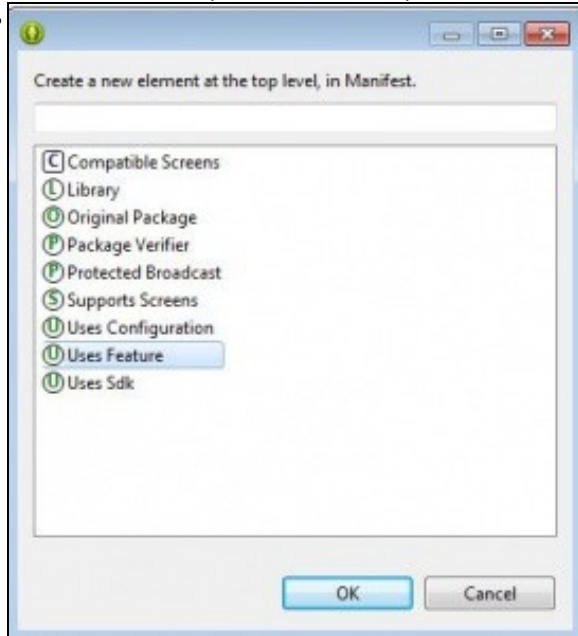 Create a new element at the top level, in Manifest.
C Compatible Screens
L Library
O Original Package
P Package Verifier
P Protected Broadcast
S Supports Screens
U Uses Configuration
U Uses Feature
U Uses Sdk
OK Cancel